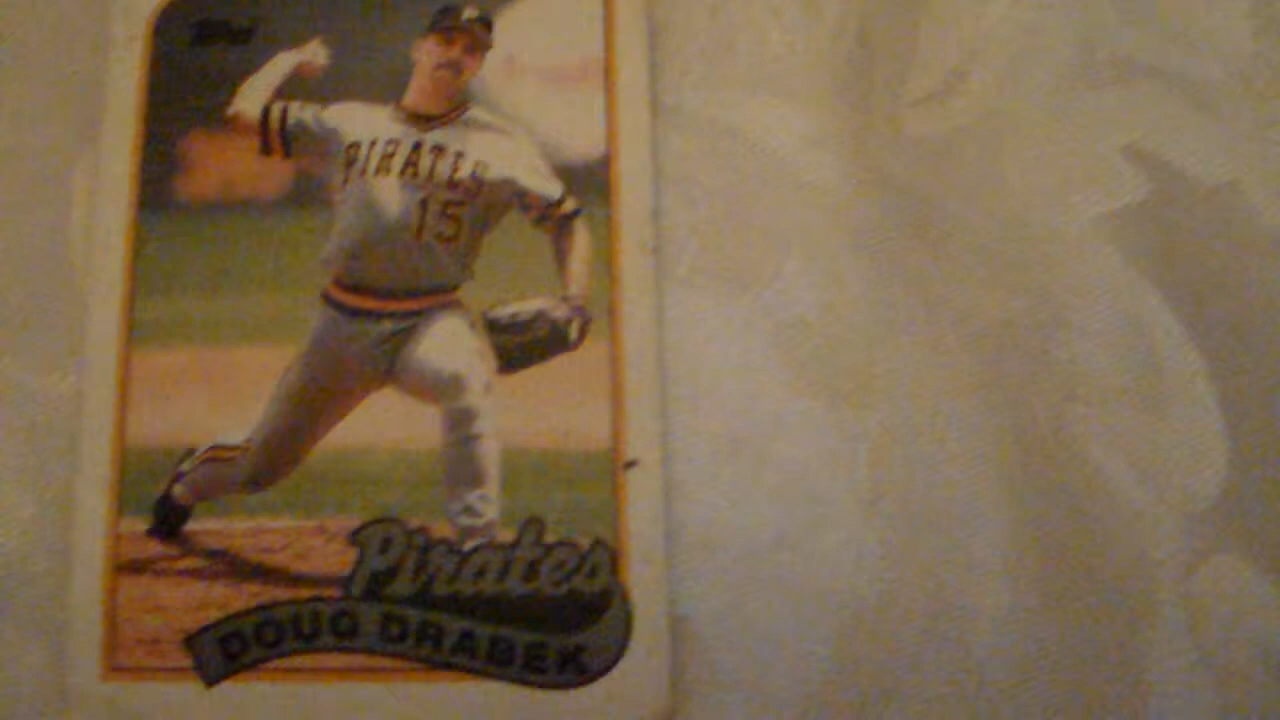 Topps
PIRATES
15
Pirates
DOUG DRABEK